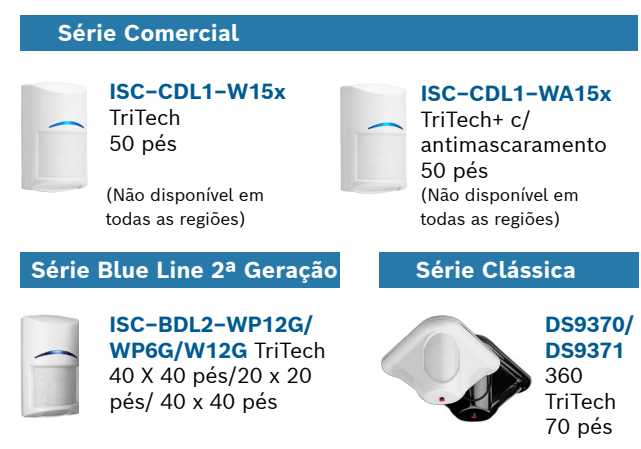 Série Comercial
ISC–CDL1–W15x
TriTech
50 pés
(Não disponível em
todas as regiões)
ISC–CDL1–WA15x
TriTech+ c/
antimascaramento
50 pés
(Não disponível em
todas as regiões)
Série Blue Line 2ª Geração
ISC–BDL2–WP12G/
WP6G/W12G TriTech
40 X 40 pés/20 x 20
pés/ 40 x 40 pés
Série Clássica
DS9370/
DS9371
360
TriTech
70 pés